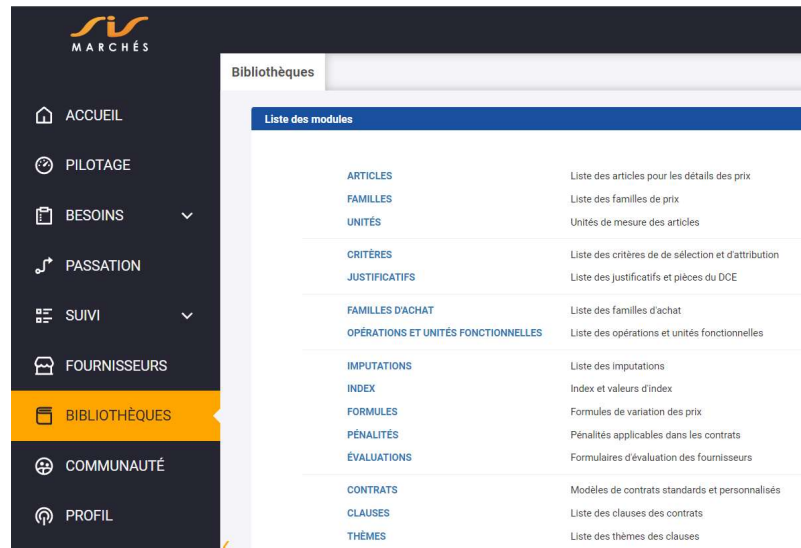 sis
MARCHÉS
Bibliothèques
ACCUEIL
PILOTAGE
BESOINS
PASSATION
SUIVI
FOURNISSEURS
BIBLIOTHÈQUES
COMMUNAUTÉ
PROFIL
Liste des modules
ARTICLES Liste des articles pour les détails des prix
FAMILLES Liste des familles de prix
UNITÉS Unités de mesure des articles
CRITÈRES Liste des critères de de sélection et d'attribution
JUSTIFICATIFS Liste des justificatifs et pièces du DCE
FAMILLES D'ACHAT Liste des familles d'achat
OPÉRATIONS ET UNITÉS FONCTIONNELLES Liste des opérations et unités fonctionnelles
IMPUTATIONS Liste des imputations
INDEX Index et valeurs d'index
FORMULES Formules de variation des prix
PÉNALITÉS Pénalités applicables dans les contrats
ÉVALUATIONS Formulaires d'évaluation des fournisseurs
CONTRATS Modèles de contrats standards et personnalisés
CLAUSES Liste des clauses des contrats
THÈMES Liste des thèmes des clauses